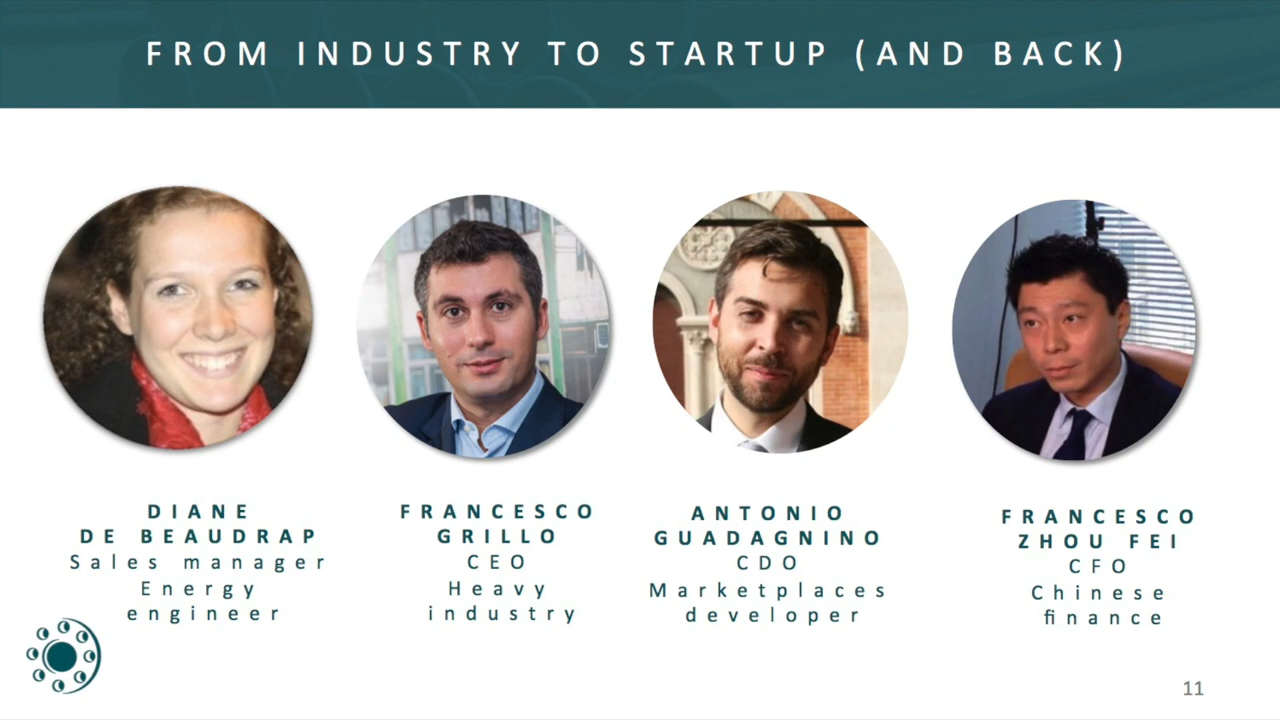 FROM INDUSTRY TO STARTUP (AND BACK)
DIANE
DE BEAUDRAP
Sales manager
Energy
engineer
FRANCESCO
GRILLO
CEO
Heavy
industry
ANTONIO
GUADAGNINO
CDO
Marketplaces
developer
FRANCESCO
ZHOU FEI
CFO
Chinese
finance
11